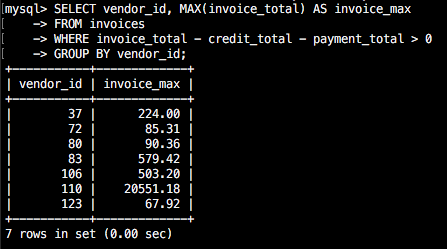 mysql> SELECT vendor_id, MAX(invoice_total) AS invoice_max
    -> FROM invoices
    -> WHERE invoice_total - credit_total - payment_total > 0
    -> GROUP BY vendor_id;
+-----------+-------------+
| vendor_id | invoice_max |
+-----------+-------------+
|        37 |      224.00 |
|        72 |       85.31 |
|        80 |       90.36 |
|        83 |      579.42 |
|       106 |      503.20 |
|       110 |    20551.18 |
|       123 |       67.92 |
+-----------+-------------+
7 rows in set (0.00 sec)